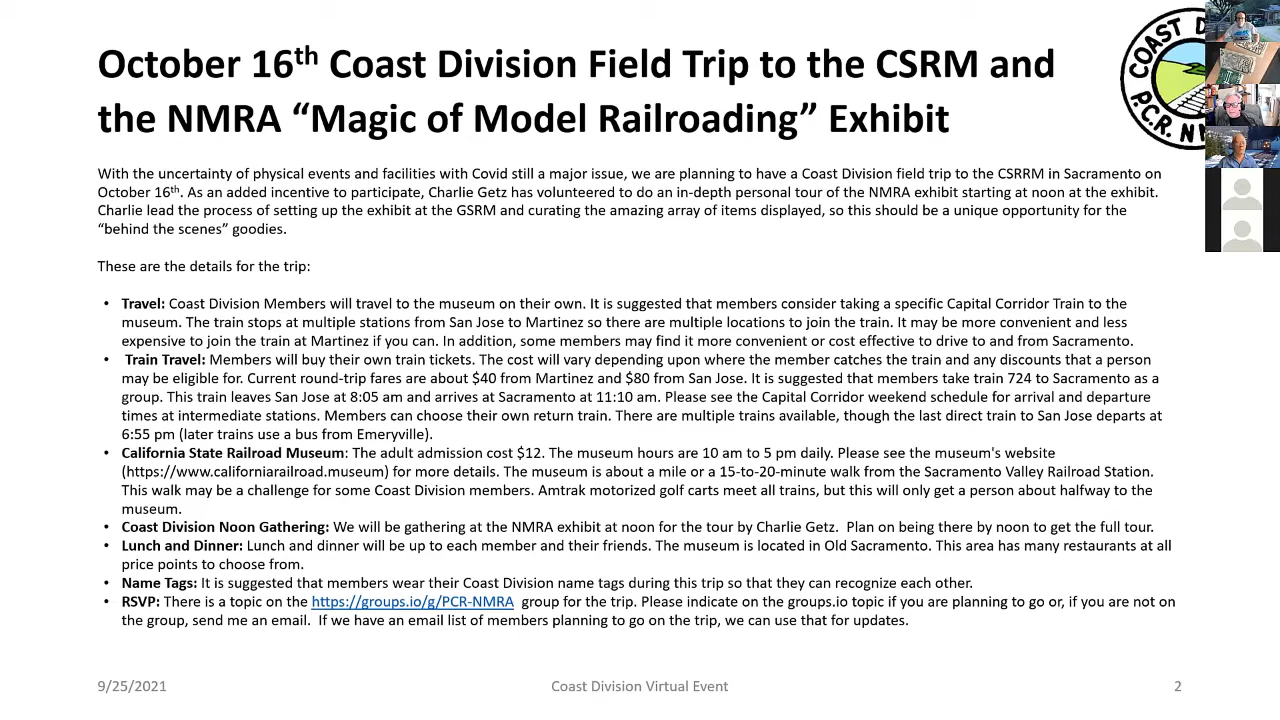 October 16th Coast Division Field Trip to the CSRM and
the NMRA “Magic of Model Railroading” Exhibit
COAST D
P.C.R. N
With the uncertainty of physical events and facilities with Covid still a major issue, we are planning to have a Coast Division field trip to the CSRRM in Sacramento on
October 16th. As an added incentive to participate, Charlie Getz has volunteered to do an in-depth personal tour of the NMRA exhibit starting at noon at the exhibit.
Charlie lead the process of setting up the exhibit at the GSRM and curating the amazing array of items displayed, so this should be a unique opportunity for the
“behind the scenes” goodies.
These are the details for the trip:
• Travel: Coast Division Members will travel to the museum on their own. It is suggested that members consider taking a specific Capital Corridor Train to the
museum. The train stops at multiple stations from San Jose to Martinez so there are multiple locations to join the train. It may be more convenient and less
expensive to join the train at Martinez if you can. In addition, some members may find it more convenient or cost effective to drive to and from Sacramento.
• Train Travel: Members will buy their own train tickets. The cost will vary depending upon where the member catches the train and any discounts that a person
may be eligible for. Current round-trip fares are about $40 from Martinez and $80 from San Jose. It is suggested that members take train 724 to Sacramento as a
group. This train leaves San Jose at 8:05 am and arrives at Sacramento at 11:10 am. Please see the Capital Corridor weekend schedule for arrival and departure
times at intermediate stations. Members can choose their own return train. There are multiple trains available, though the last direct train to San Jose departs at
6:55 pm (later trains use a bus from Emeryville).
• California State Railroad Museum: The adult admission cost $12. The museum hours are 10 am to 5 pm daily. Please see the museum's website
(https://www.californiarailroad.museum) for more details. The museum is about a mile or a 15-to-20-minute walk from the Sacramento Valley Railroad Station.
This walk may be a challenge for some Coast Division members. Amtrak motorized golf carts meet all trains, but this will only get a person about halfway to the
museum.
• Coast Division Noon Gathering: We will be gathering at the NMRA exhibit at noon for the tour by Charlie Getz. Plan on being there by noon to get the full tour.
• Lunch and Dinner: Lunch and dinner will be up to each member and their friends. The museum is located in Old Sacramento. This area has many restaurants at all
price points to choose from.
• Name Tags: It is suggested that members wear their Coast Division name tags during this trip so that they can recognize each other.
• RSVP: There is a topic on the https://groups.io/g/PCR-NMRA group for the trip. Please indicate on the groups.io topic if you are planning to go or, if you are not on
the group, send me an email. If we have an email list of members planning to go on the trip, we can use that for updates.
9/25/2021
Coast Division Virtual Event
2